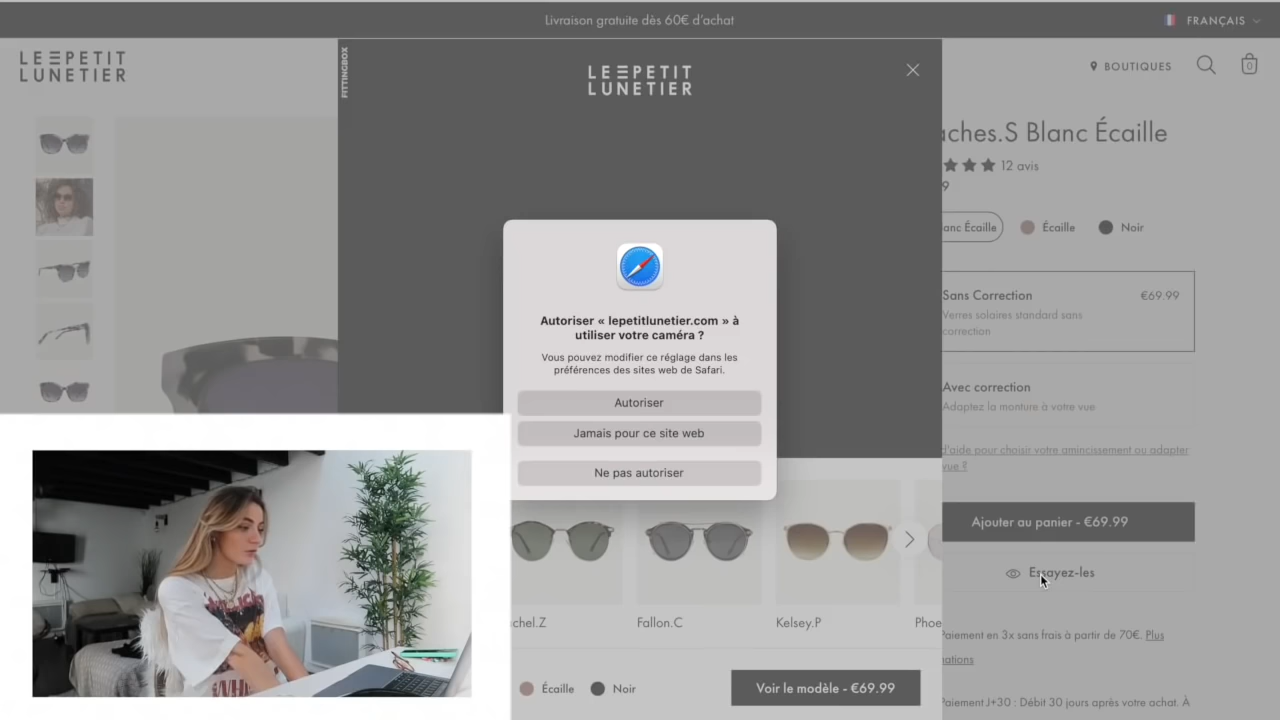 Livraison gratuite dès 60€ d'achat
FRANÇAIS
LE PETIT
LUNETIER
FITTINGBOX
LE PETIT
LUNETIER
BOUTIQUES
0
aches.S Blanc Écaille
12 avis
9
anc Écaille
Écaille
Noir
Sans Correction
€69.99
Verres solaires standard sans
correction
Avec correction
Adaptez la monture à votre vue
d'aide pour choisir votre amincissement ou adapter
vue ?
Ajouter au panier - €69.99
Essayez-les
Paiement en 3x sans frais à partir de 70€. Plus
nations
Paiement J+30 : Débit 30 jours après votre achat. À
Autoriser « lepetitlunetier.com » à
utiliser votre caméra ?
Vous pouvez modifier ce réglage dans les
préférences des sites web de Safari.
Autoriser
Jamais pour ce site web
Ne pas autoriser
chel.Z
Fallon.C
Kelsey.P
Phoe
Écaille
Noir
Voir le modèle - €69.99